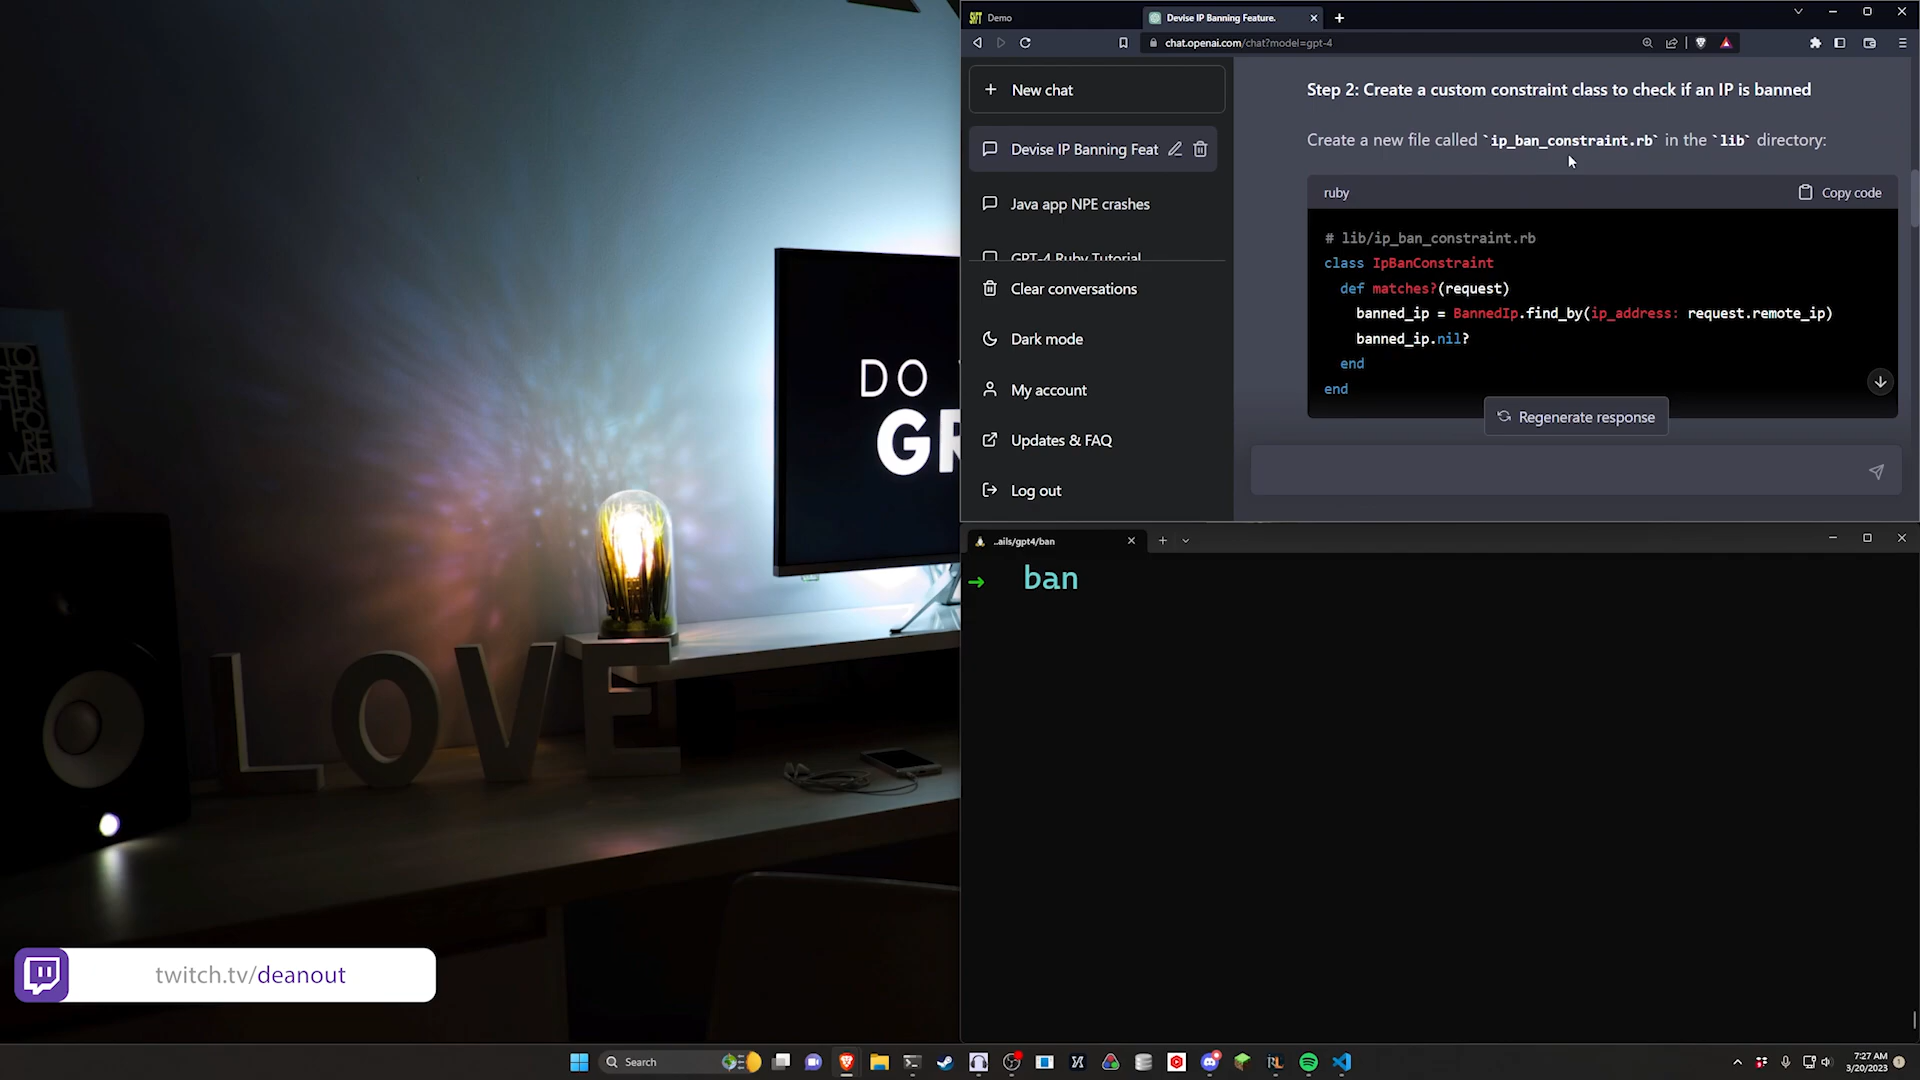 Demo
Devise IP Banning Feature.
chat.openai.com/chat?model=gpt-4
New chat
Devise IP Banning Feat
Java app NPE crashes
GPT-4 Ruby Tutorial
Clear conversations
Dark mode
My account
Updates & FAQ
Log out
Step 2: Create a custom constraint class to check if an IP is banned
Create a new file called `ip_ban_constraint.rb` in the `lib` directory:
ruby
Copy code
# lib/ip_ban_constraint.rb
class IpBanConstraint
def matches?(request)
banned_ip = BannedIp.find_by(ip_address: request.remote_ip)
banned_ip.nil?
end
end
Regenerate response
..ails/gpt4/ban
→ ban
DO
GR
LOVE
twitch.tv/deanout
Search
7:27 AM
3/20/2023